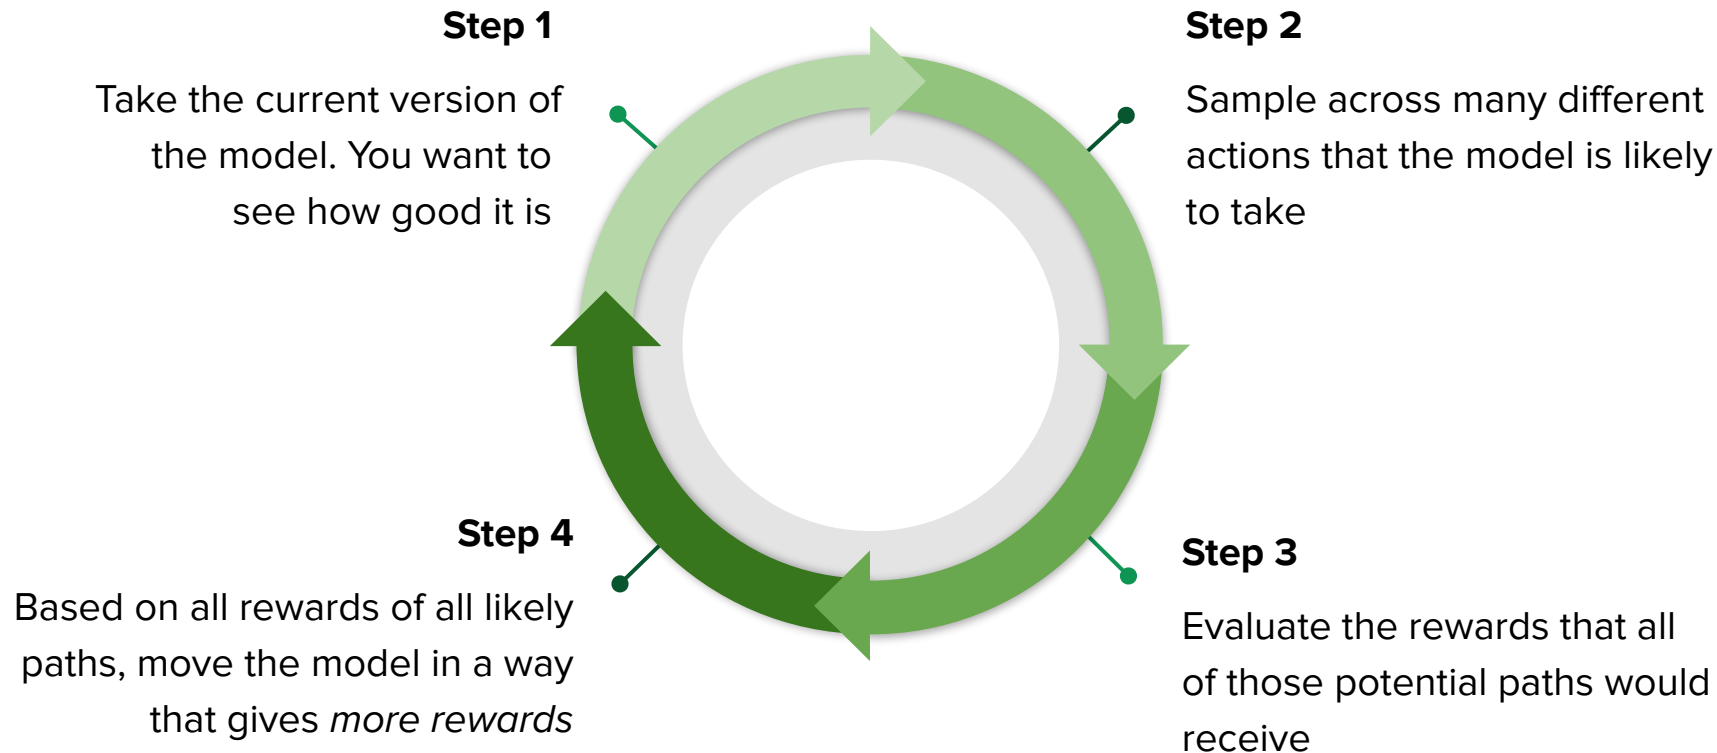 Step 1
Take the current version of
the model. You want to
see how good it is
Step 2
Sample across many different
actions that the model is likely
to take
Step 3
Evaluate the rewards that all
of those potential paths would
receive
Step 4
Based on all rewards of all likely
paths, move the model in a way
that gives more rewards